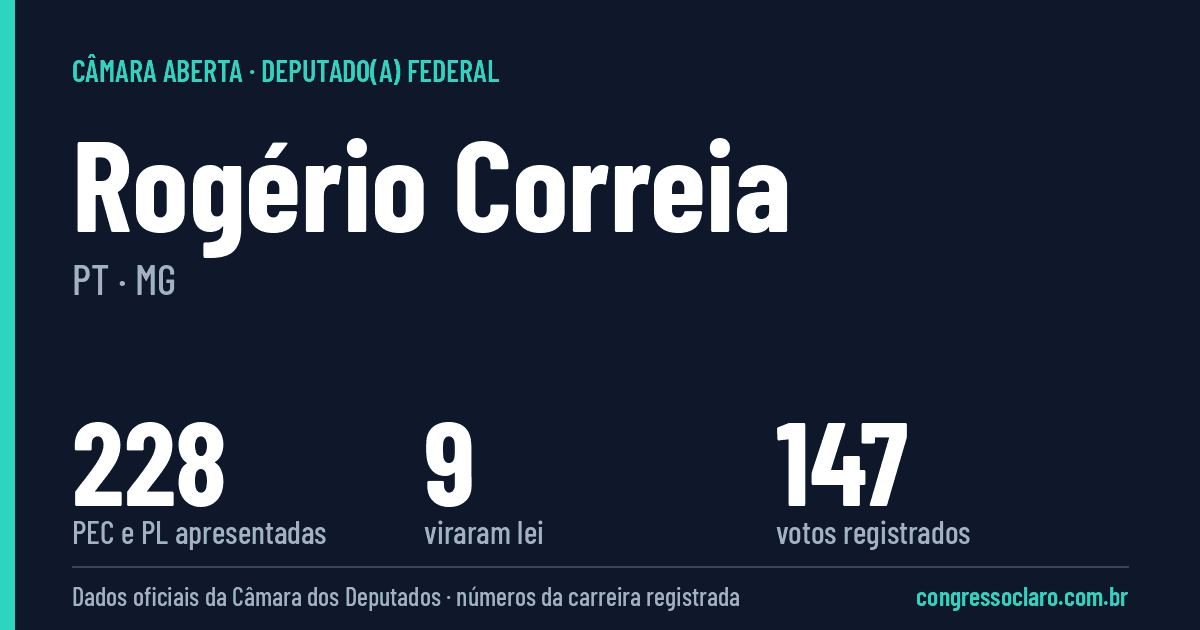 CÂMARA ABERTA · DEPUTADO(A) FEDERAL
Rogério Correia
PT · MG
228
PEC e PL apresentadas
9
viraram lei
147
votos registrados
Dados oficiais da Câmara dos Deputados · números da carreira registrada
congressoclaro.com.br